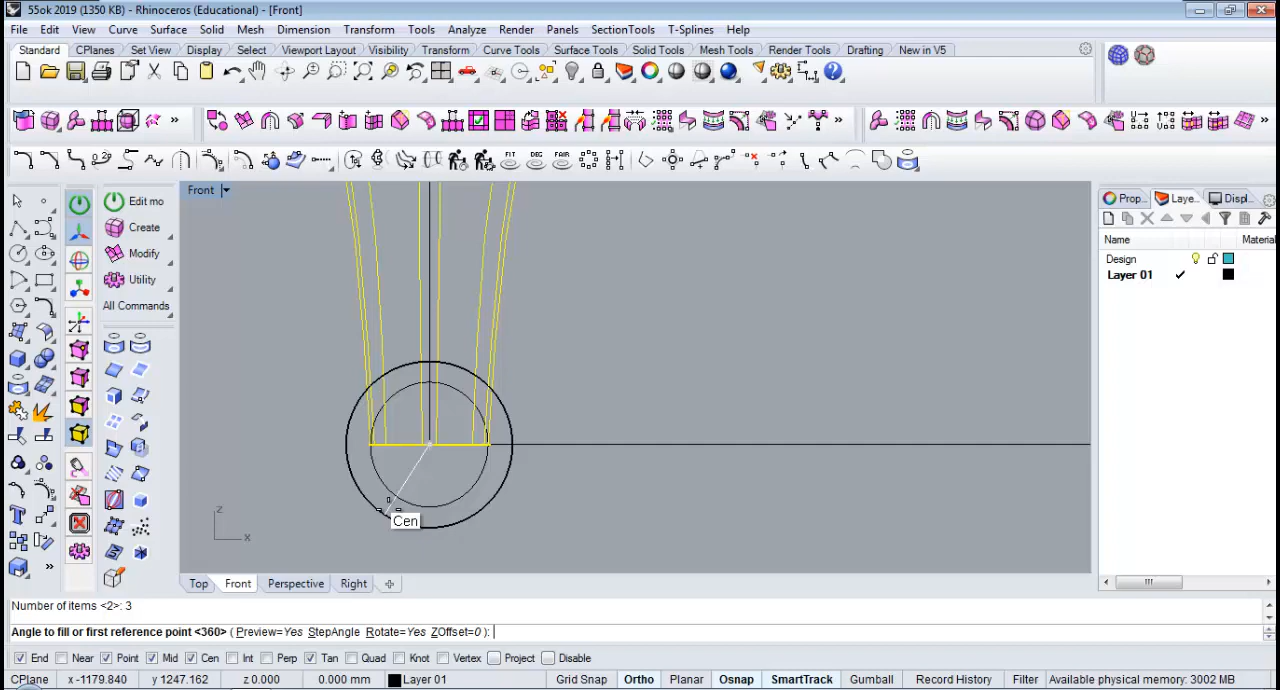 55ok 2019 (1350 KB) - Rhinoceros (Educational) - [Front]
File Edit View Curve Surface Solid Mesh Dimension Transform Tools Analyze Render Panels SectionTools T-Splines Help
Standard CPlanes Set View Display Select Viewport Layout Visibility Transform Curve Tools Surface Tools Solid Tools Mesh Tools Render Tools Drafting New in V5
FIT DEG FAIR
Front
Prop... Laye... Displ...
Edit mo
Create
Modify
Utility
All Commands
Name Material
Design
Layer 01
Cen
z
x
Top Front Perspective Right
Number of items <2>: 3
Angle to fill or first reference point <360> ( Preview=Yes StepAngle Rotate=Yes ZOffset=0 ):
End Near Point Mid Cen Int Perp Tan Quad Knot Vertex Project Disable
CPlane x -1179.840 y 1247.162 z 0.000 0.000 mm Layer 01 Grid Snap Ortho Planar Osnap SmartTrack Gumball Record History Filter Available physical memory: 3002 MB